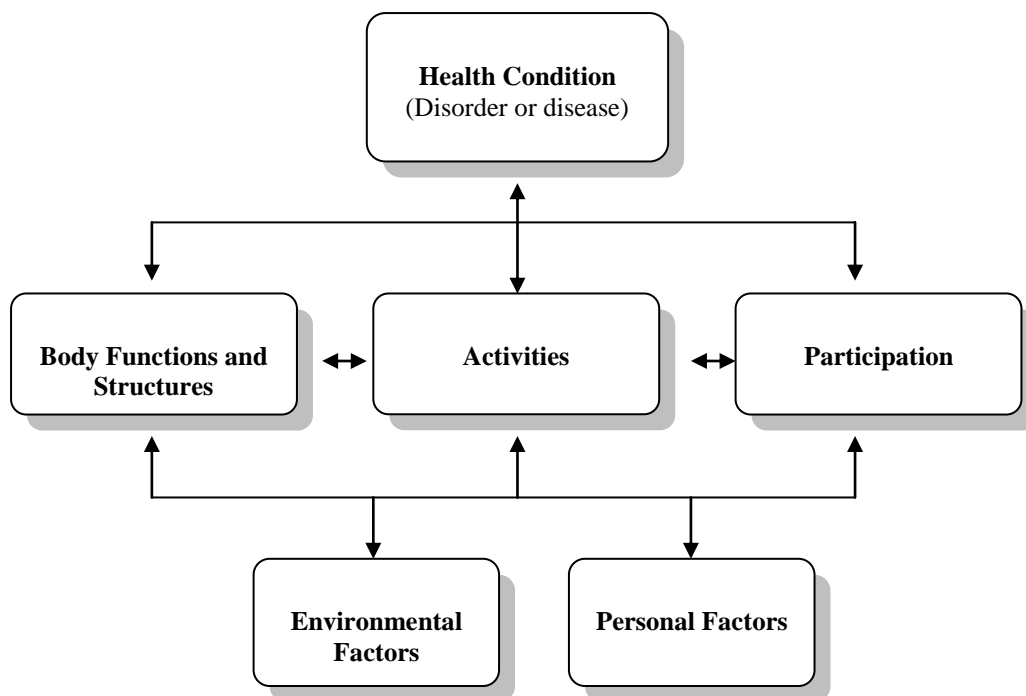 Health Condition
(Disorder or disease)
Body Functions and
Structures
Activities
Participation
Environmental
Factors
Personal Factors